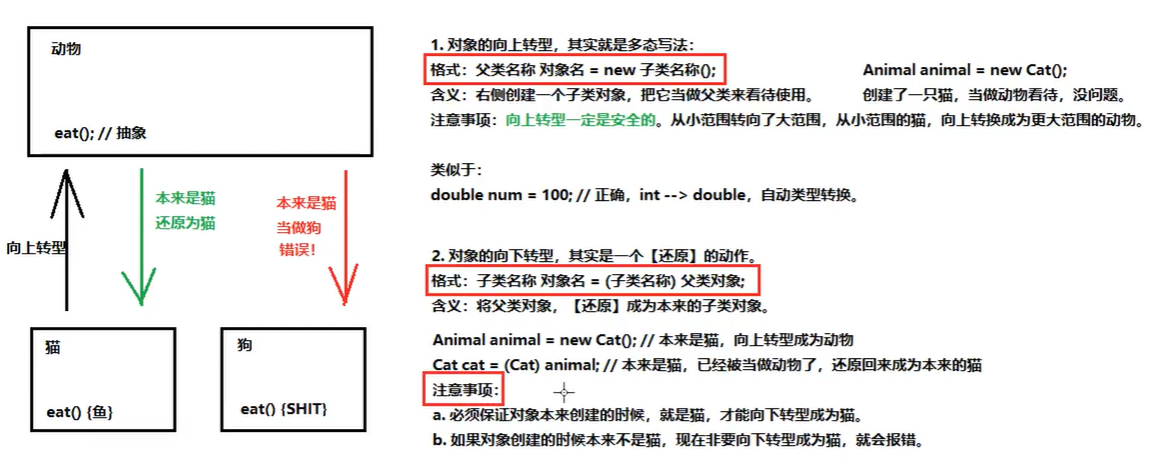 动物
eat(); // 抽象
向上转型
本来是猫
还原为猫
本来是猫
当做狗
错误！
猫
eat() {鱼}
狗
eat() {SHIT}
1. 对象的向上转型，其实就是多态写法：
格式：父类名称 对象名 = new 子类名称();
Animal animal = new Cat();
含义：右侧创建一个子类对象，把它当做父类来看待使用。
创建了一只猫，当做动物看待，没问题。
注意事项：向上转型一定是安全的。从小范围转向了大范围，从小范围的猫，向上转换成为更大范围的动物。
类似于：
double num = 100; // 正确，int --> double，自动类型转换。
2. 对象的向下转型，其实是一个【还原】的动作。
格式：子类名称 对象名 = (子类名称) 父类对象;
含义：将父类对象，【还原】成为本来的子类对象。
Animal animal = new Cat(); // 本来是猫，向上转型成为动物
Cat cat = (Cat) animal; // 本来是猫，已经被当做动物了，还原回来成为本来的猫
注意事项：
a. 必须保证对象本来创建的时候，就是猫，才能向下转型成为猫。
b. 如果对象创建的时候本来不是猫，现在非要向下转型成为猫，就会报错。